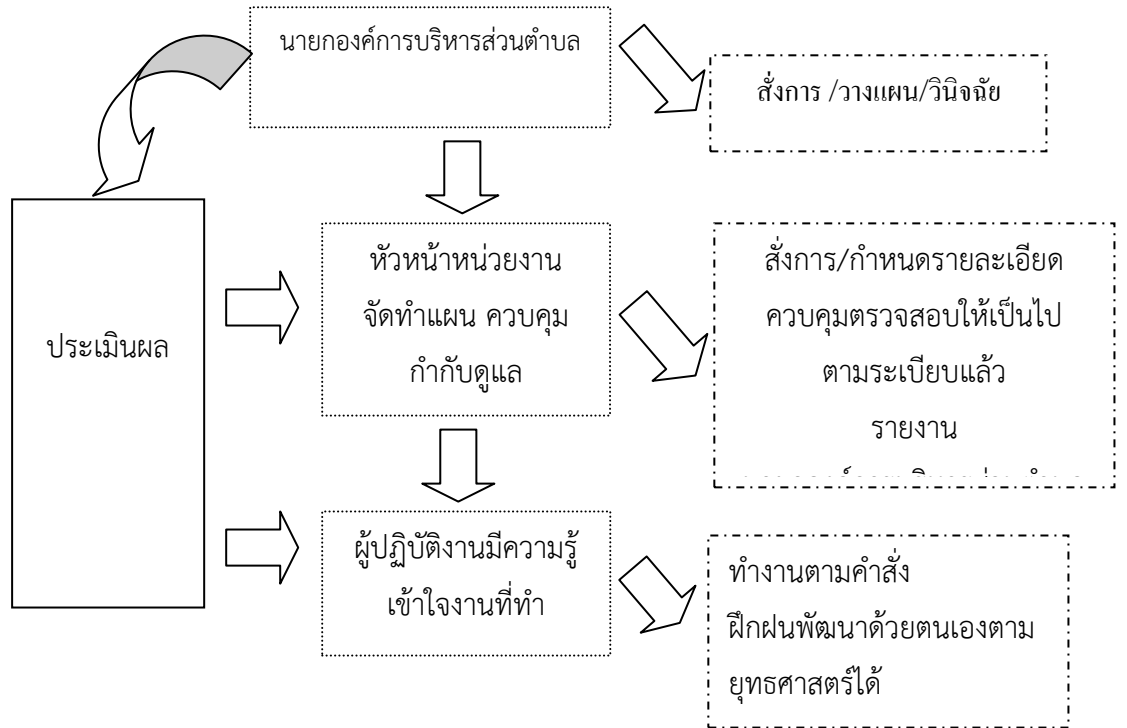 นายกองค์การบริหารส่วนตำบล
สั่งการ /วางแผน/วินิจฉัย
ประเมินผล
หัวหน้าหน่วยงาน
จัดทำแผน ควบคุม
กำกับดูแล
สั่งการ/กำหนดรายละเอียด
ควบคุมตรวจสอบให้เป็นไป
ตามระเบียบแล้ว
รายงาน
ผู้ปฏิบัติงานมีความรู้
เข้าใจงานที่ทำ
ทำงานตามคำสั่ง
ฝึกฝนพัฒนาด้วยตนเองตาม
ยุทธศาสตร์ได้